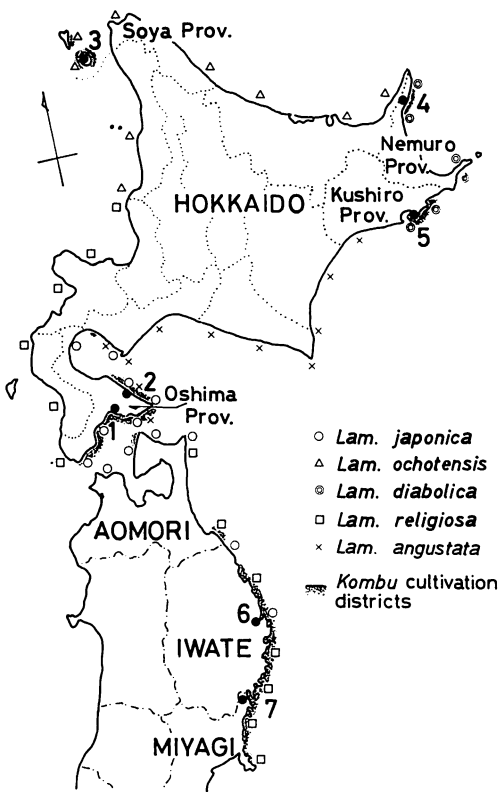 Soya Prov.
3
4
Nemuro
Prov.
HOKKAIDO
Kushiro
Prov.
5
2
Oshima
Prov.
1
Lam. japonica
Lam. ochotensis
Lam. diabolica
Lam. religiosa
Lam. angustata
Kombu cultivation
districts
AOMORI
6
IWATE
7
MIYAGI